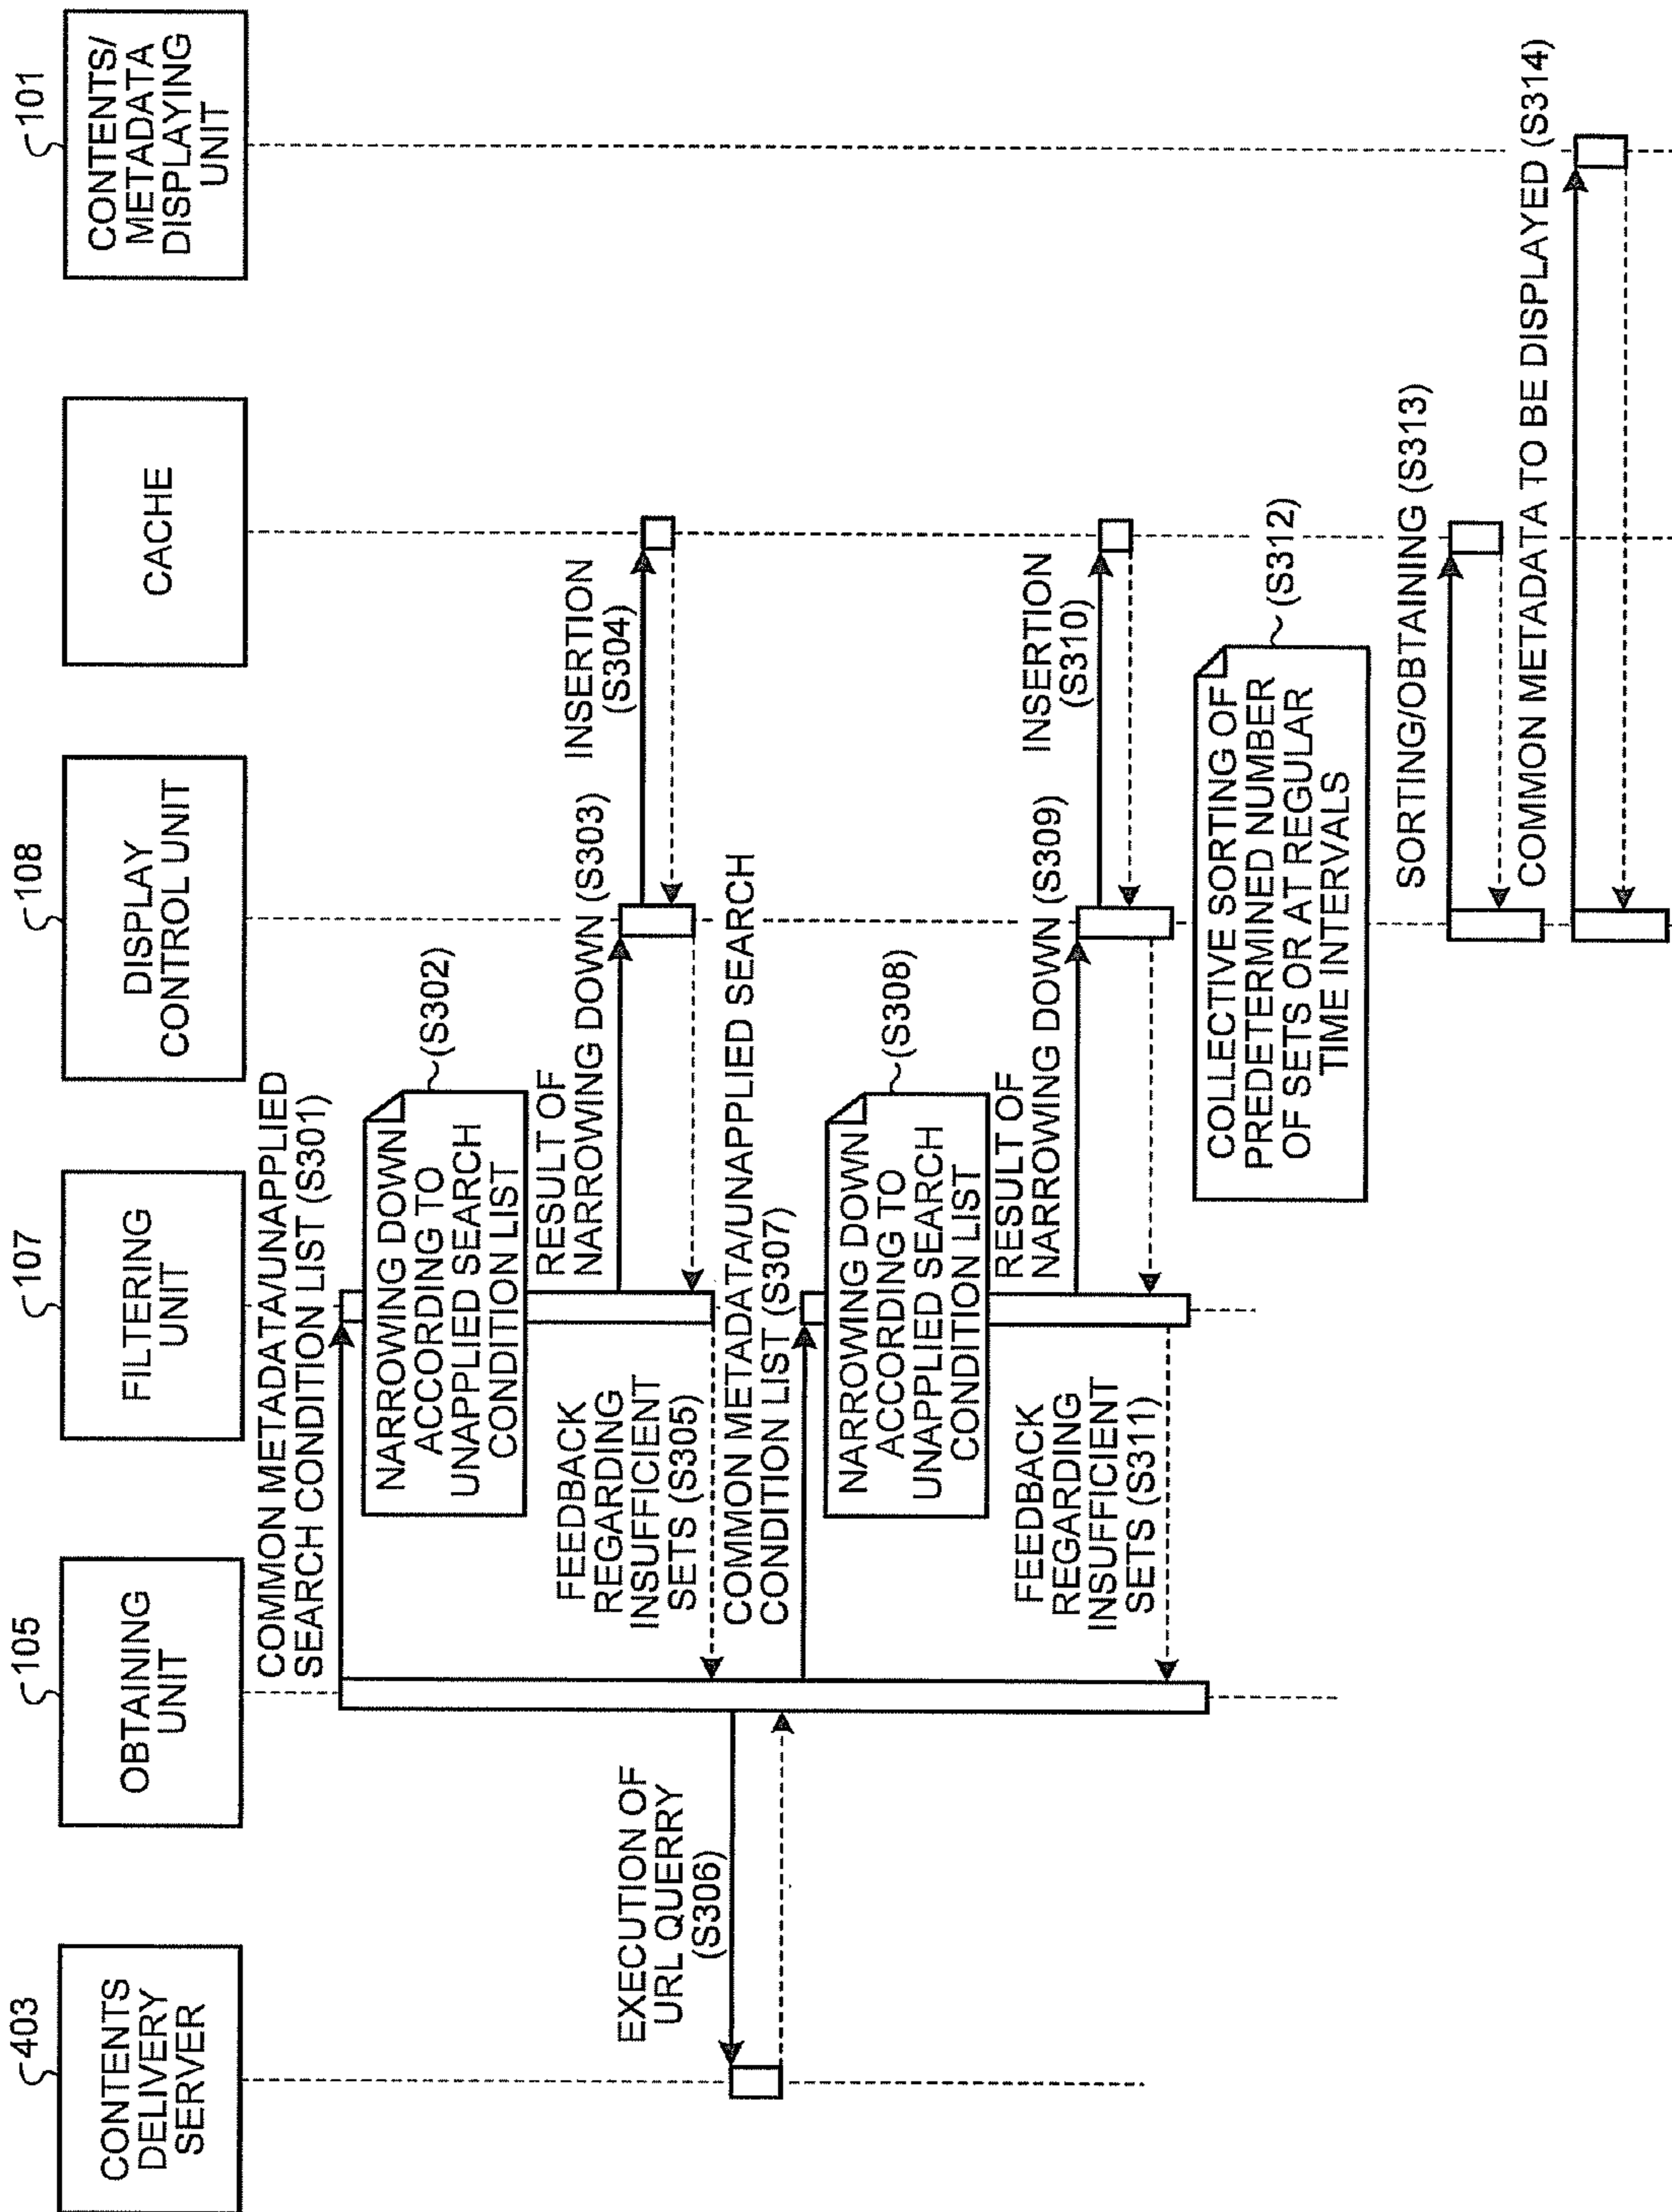 403
CONTENTS
DELIVERY
SERVER
105
OBTAINING
UNIT
107
FILTERING
UNIT
108
DISPLAY
CONTROL UNIT
CACHE
101
CONTENTS/
METADATA
DISPLAYING
UNIT
COMMON METADATA/UNAPPLIED
SEARCH CONDITION LIST (S301)
NARROWING DOWN
ACCORDING TO
UNAPPLIED SEARCH
CONDITION LIST
(S302)
RESULT OF
NARROWING DOWN (S303)
INSERTION
(S304)
FEEDBACK
REGARDING
INSUFFICIENT
SETS (S305)
EXECUTION OF
URL QUERRY
(S306)
COMMON METADATA/UNAPPLIED SEARCH
CONDITION LIST (S307)
NARROWING DOWN
ACCORDING TO
UNAPPLIED SEARCH
CONDITION LIST
(S308)
RESULT OF
NARROWING DOWN (S309)
INSERTION
(S310)
FEEDBACK
REGARDING
INSUFFICIENT
SETS (S311)
COLLECTIVE SORTING OF
PREDETERMINED NUMBER
OF SETS OR AT REGULAR
TIME INTERVALS
(S312)
SORTING/OBTAINING (S313)
COMMON METADATA TO BE DISPLAYED (S314)